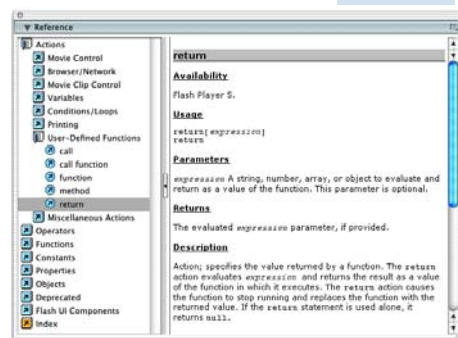 Reference
Actions
Movie Control
Browser/Network
Movie Clip Control
Variables
Conditions/Loops
Printing
User-Defined Functions
call
call function
function
method
return
Miscellaneous Actions
Operators
Functions
Constants
Properties
Objects
Deprecated
Flash UI Components
Index
return
Availability
Flash Player 5.
Usage
return[expression]
return
Parameters
expression A string, number, array, or object to evaluate and
return as a value of the function. This parameter is optional.
Returns
The evaluated expression parameter, if provided.
Description
Action; specifies the value returned by a function. The return
action evaluates expression and returns the result as a value
of the function in which it executes. The return action causes
the function to stop running and replaces the function with the
returned value. If the return statement is used alone, it
returns null.